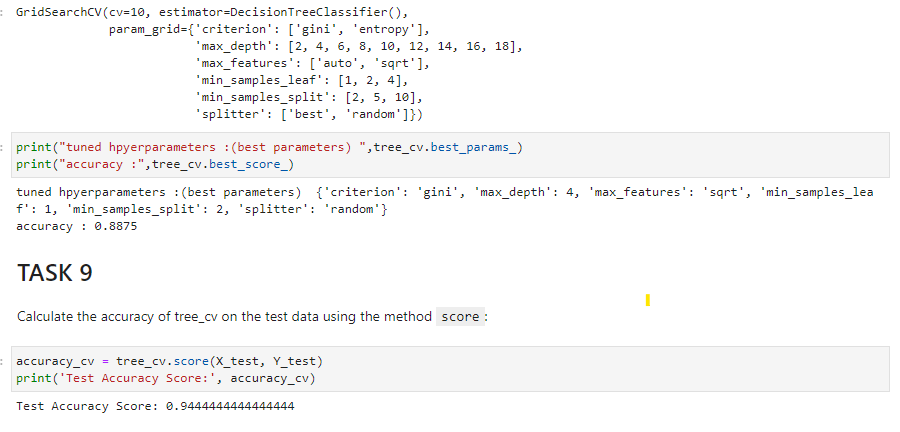 GridSearchCV(cv=10, estimator=DecisionTreeClassifier(),
             param_grid={'criterion': ['gini', 'entropy'],
                         'max_depth': [2, 4, 6, 8, 10, 12, 14, 16, 18],
                         'max_features': ['auto', 'sqrt'],
                         'min_samples_leaf': [1, 2, 4],
                         'min_samples_split': [2, 5, 10],
                         'splitter': ['best', 'random']})
print("tuned hpyerparameters :(best parameters) ",tree_cv.best_params_)
print("accuracy :",tree_cv.best_score_)
tuned hpyerparameters :(best parameters)  {'criterion': 'gini', 'max_depth': 4, 'max_features': 'sqrt', 'min_samples_lea
f': 1, 'min_samples_split': 2, 'splitter': 'random'}
accuracy : 0.8875
TASK 9
Calculate the accuracy of tree_cv on the test data using the method score :
accuracy_cv = tree_cv.score(X_test, Y_test)
print('Test Accuracy Score:', accuracy_cv)
Test Accuracy Score: 0.9444444444444444